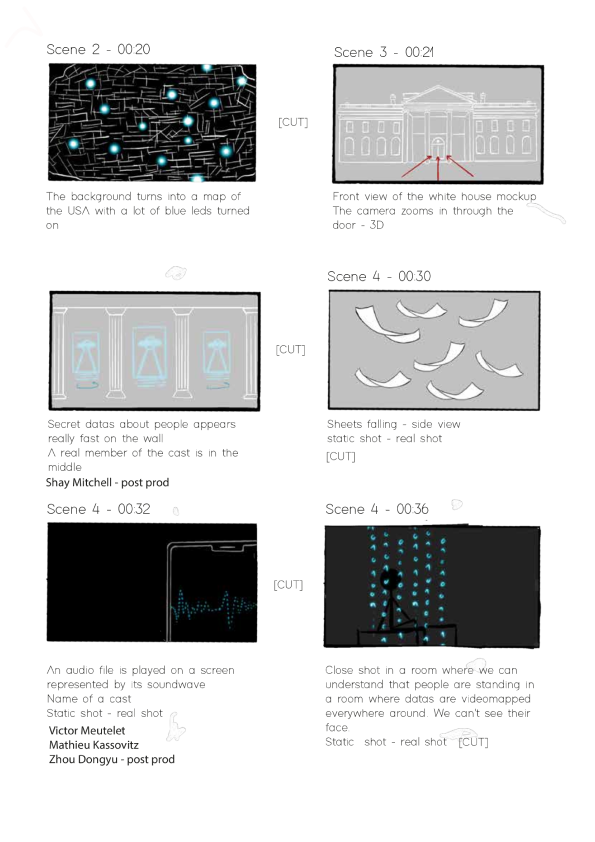 Scene 2 - 00:20
The background turns into a map of
the USA with a lot of blue leds turned
on
[CUT]
Scene 3 - 00:21
Front view of the white house mockup
The camera zooms in through the
door - 3D
Secret datas about people appears
really fast on the wall
A real member of the cast is in the
middle
Shay Mitchell - post prod
[CUT]
Scene 4 - 00:30
Sheets falling - side view
static shot - real shot
[CUT]
Scene 4 - 00:32
An audio file is played on a screen
represented by its soundwave
Name of a cast
Static shot - real shot
Victor Meutelet
Mathieu Kassovitz
Zhou Dongyu - post prod
[CUT]
Scene 4 - 00:36
Close shot in a room where we can
understand that people are standing in
a room where datas are videomapped
everywhere around. We can't see their
face
Static shot - real shot [CUT]